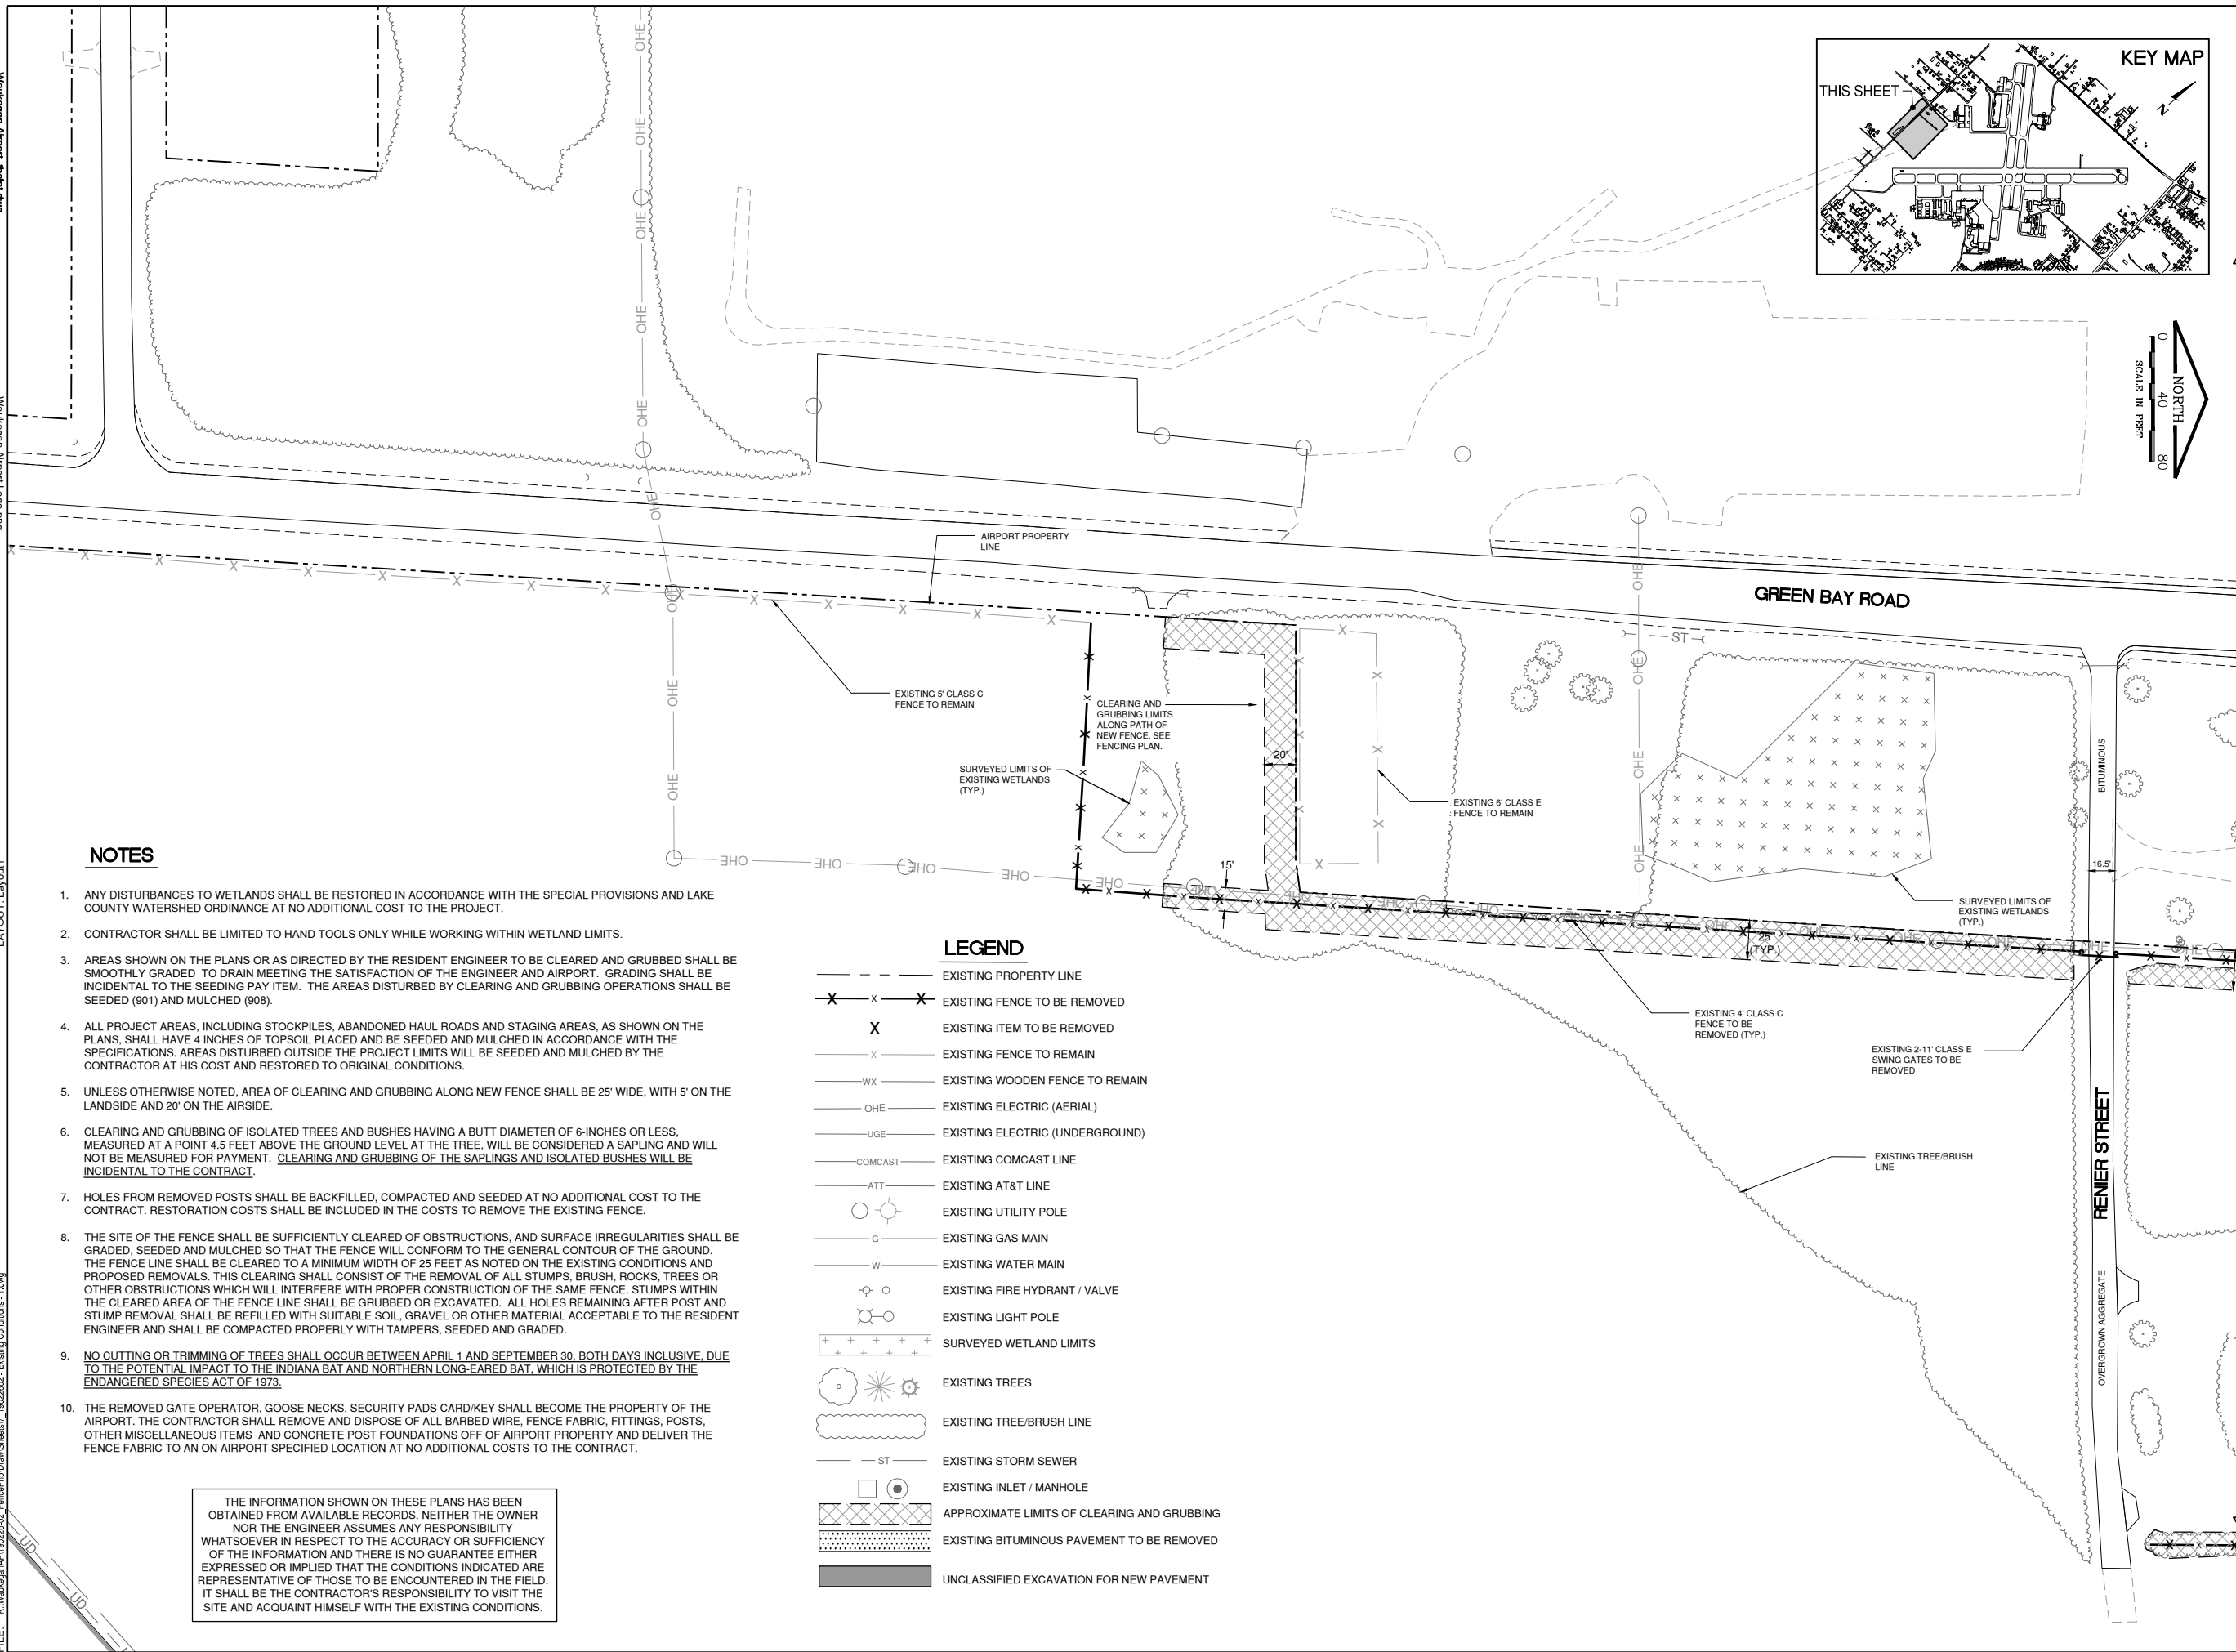 KEY MAP
THIS SHEET
N
0
40
80
SCALE IN FEET
NORTH
OHE
OHE
OHE
OHE
OHE
OHE
OHE
OHE
OHE
OHE
AIRPORT PROPERTY
LINE
GREEN BAY ROAD
ST
EXISTING 5' CLASS C
FENCE TO REMAIN
CLEARING AND
GRUBBING LIMITS
ALONG PATH OF
NEW FENCE. SEE
FENCING PLAN.
20'
SURVEYED LIMITS OF
EXISTING WETLANDS
(TYP.)
EXISTING 6' CLASS E
FENCE TO REMAIN
BITUMINOUS
16.5'
15'
25'
(TYP.)
SURVEYED LIMITS OF
EXISTING WETLANDS
(TYP.)
EXISTING 4' CLASS C
FENCE TO BE
REMOVED (TYP.)
EXISTING 2-11' CLASS E
SWING GATES TO BE
REMOVED
EXISTING TREE/BRUSH
LINE
RENIER STREET
OVERGROWN AGGREGATE
NOTES
1. ANY DISTURBANCES TO WETLANDS SHALL BE RESTORED IN ACCORDANCE WITH THE SPECIAL PROVISIONS AND LAKE
COUNTY WATERSHED ORDINANCE AT NO ADDITIONAL COST TO THE PROJECT.
2. CONTRACTOR SHALL BE LIMITED TO HAND TOOLS ONLY WHILE WORKING WITHIN WETLAND LIMITS.
3. AREAS SHOWN ON THE PLANS OR AS DIRECTED BY THE RESIDENT ENGINEER TO BE CLEARED AND GRUBBED SHALL BE
SMOOTHLY GRADED TO DRAIN MEETING THE SATISFACTION OF THE ENGINEER AND AIRPORT. GRADING SHALL BE
INCIDENTAL TO THE SEEDING PAY ITEM. THE AREAS DISTURBED BY CLEARING AND GRUBBING OPERATIONS SHALL BE
SEEDED (901) AND MULCHED (908).
4. ALL PROJECT AREAS, INCLUDING STOCKPILES, ABANDONED HAUL ROADS AND STAGING AREAS, AS SHOWN ON THE
PLANS, SHALL HAVE 4 INCHES OF TOPSOIL PLACED AND BE SEEDED AND MULCHED IN ACCORDANCE WITH THE
SPECIFICATIONS. AREAS DISTURBED OUTSIDE THE PROJECT LIMITS WILL BE SEEDED AND MULCHED BY THE
CONTRACTOR AT HIS COST AND RESTORED TO ORIGINAL CONDITIONS.
5. UNLESS OTHERWISE NOTED, AREA OF CLEARING AND GRUBBING ALONG NEW FENCE SHALL BE 25' WIDE, WITH 5' ON THE
LANDSIDE AND 20' ON THE AIRSIDE.
6. CLEARING AND GRUBBING OF ISOLATED TREES AND BUSHES HAVING A BUTT DIAMETER OF 6-INCHES OR LESS,
MEASURED AT A POINT 4.5 FEET ABOVE THE GROUND LEVEL AT THE TREE, WILL BE CONSIDERED A SAPLING AND WILL
NOT BE MEASURED FOR PAYMENT. CLEARING AND GRUBBING OF THE SAPLINGS AND ISOLATED BUSHES WILL BE
INCIDENTAL TO THE CONTRACT.
7. HOLES FROM REMOVED POSTS SHALL BE BACKFILLED, COMPACTED AND SEEDED AT NO ADDITIONAL COST TO THE
CONTRACT. RESTORATION COSTS SHALL BE INCLUDED IN THE COSTS TO REMOVE THE EXISTING FENCE.
8. THE SITE OF THE FENCE SHALL BE SUFFICIENTLY CLEARED OF OBSTRUCTIONS, AND SURFACE IRREGULARITIES SHALL BE
GRADED, SEEDED AND MULCHED SO THAT THE FENCE WILL CONFORM TO THE GENERAL CONTOUR OF THE GROUND.
THE FENCE LINE SHALL BE CLEARED TO A MINIMUM WIDTH OF 25 FEET AS NOTED ON THE EXISTING CONDITIONS AND
PROPOSED REMOVALS. THIS CLEARING SHALL CONSIST OF THE REMOVAL OF ALL STUMPS, BRUSH, ROCKS, TREES OR
OTHER OBSTRUCTIONS WHICH WILL INTERFERE WITH PROPER CONSTRUCTION OF THE SAME FENCE. STUMPS WITHIN
THE CLEARED AREA OF THE FENCE LINE SHALL BE GRUBBED OR EXCAVATED. ALL HOLES REMAINING AFTER POST AND
STUMP REMOVAL SHALL BE REFILLED WITH SUITABLE SOIL, GRAVEL OR OTHER MATERIAL ACCEPTABLE TO THE RESIDENT
ENGINEER AND SHALL BE COMPACTED PROPERLY WITH TAMPERS, SEEDED AND GRADED.
9. NO CUTTING OR TRIMMING OF TREES SHALL OCCUR BETWEEN APRIL 1 AND SEPTEMBER 30, BOTH DAYS INCLUSIVE, DUE
TO THE POTENTIAL IMPACT TO THE INDIANA BAT AND NORTHERN LONG-EARED BAT, WHICH IS PROTECTED BY THE
ENDANGERED SPECIES ACT OF 1973.
10. THE REMOVED GATE OPERATOR, GOOSE NECKS, SECURITY PADS CARD/KEY SHALL BECOME THE PROPERTY OF THE
AIRPORT. THE CONTRACTOR SHALL REMOVE AND DISPOSE OF ALL BARBED WIRE, FENCE FABRIC, FITTINGS, POSTS,
OTHER MISCELLANEOUS ITEMS AND CONCRETE POST FOUNDATIONS OFF OF AIRPORT PROPERTY AND DELIVER THE
FENCE FABRIC TO AN ON AIRPORT SPECIFIED LOCATION AT NO ADDITIONAL COSTS TO THE CONTRACT.
THE INFORMATION SHOWN ON THESE PLANS HAS BEEN
OBTAINED FROM AVAILABLE RECORDS. NEITHER THE OWNER
NOR THE ENGINEER ASSUMES ANY RESPONSIBILITY
WHATSOEVER IN RESPECT TO THE ACCURACY OR SUFFICIENCY
OF THE INFORMATION AND THERE IS NO GUARANTEE EITHER
EXPRESSED OR IMPLIED THAT THE CONDITIONS INDICATED ARE
REPRESENTATIVE OF THOSE TO BE ENCOUNTERED IN THE FIELD.
IT SHALL BE THE CONTRACTOR'S RESPONSIBILITY TO VISIT THE
SITE AND ACQUAINT HIMSELF WITH THE EXISTING CONDITIONS.
UD
UD
LEGEND
EXISTING PROPERTY LINE
X x X EXISTING FENCE TO BE REMOVED
X EXISTING ITEM TO BE REMOVED
X EXISTING FENCE TO REMAIN
WX EXISTING WOODEN FENCE TO REMAIN
OHE EXISTING ELECTRIC (AERIAL)
UGE EXISTING ELECTRIC (UNDERGROUND)
COMCAST EXISTING COMCAST LINE
ATT EXISTING AT&T LINE
EXISTING UTILITY POLE
G EXISTING GAS MAIN
W EXISTING WATER MAIN
EXISTING FIRE HYDRANT / VALVE
EXISTING LIGHT POLE
SURVEYED WETLAND LIMITS
EXISTING TREES
EXISTING TREE/BRUSH LINE
ST EXISTING STORM SEWER
EXISTING INLET / MANHOLE
APPROXIMATE LIMITS OF CLEARING AND GRUBBING
EXISTING BITUMINOUS PAVEMENT TO BE REMOVED
UNCLASSIFIED EXCAVATION FOR NEW PAVEMENT